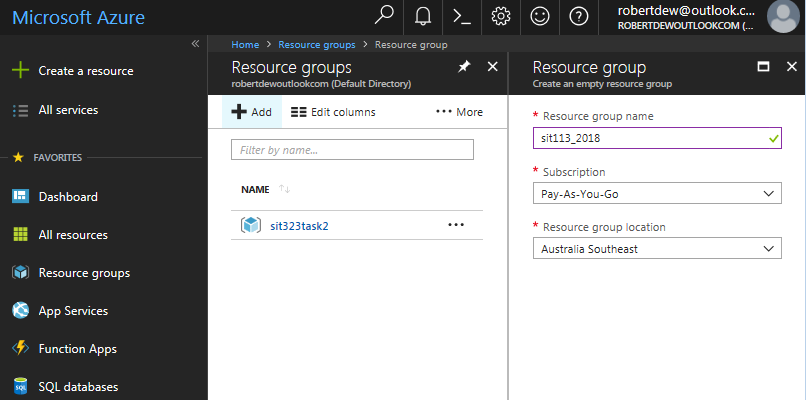 Microsoft Azure
robertdew@outlook.c...
ROBERTDEWOUTLOOKCOM (...
Home > Resource groups > Resource group
Create a resource
All services
FAVORITES
Dashboard
All resources
Resource groups
App Services
Function Apps
SQL databases
Resource groups
robertdewoutlookcom (Default Directory)
Add
Edit columns
... More
Filter by name...
NAME
sit323task2
...
Resource group
Create an empty resource group
* Resource group name
sit113_2018
* Subscription
Pay-As-You-Go
* Resource group location
Australia Southeast